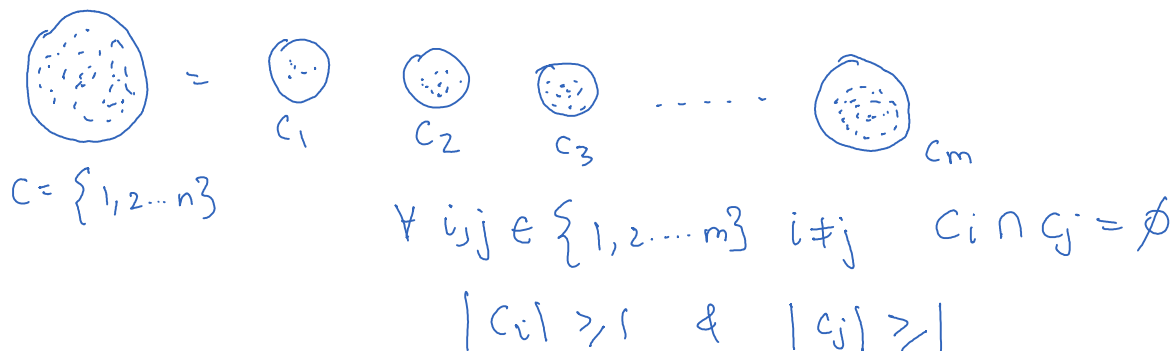 =
C1 C2 C3 ..... Cm
C = {1, 2... n}
∀ i,j ∈ {1, 2.....m} i≠j Ci ∩ Cj = ∅
|Ci| ≥ 1 & |Cj| ≥ 1